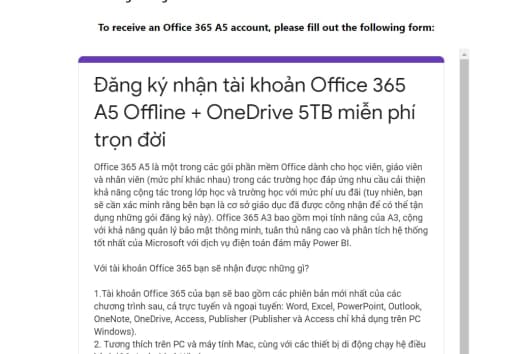 To receive an Office 365 A5 account, please fill out the following form:
Đăng ký nhận tài khoản Office 365
A5 Offline + OneDrive 5TB miễn phí
trọn đời
Office 365 A5 là một trong các gói phần mềm Office dành cho học viên, giáo viên
và nhân viên (mức phí khác nhau) trong các trường học đáp ứng nhu cầu cải thiện
khả năng cộng tác trong lớp học và trường học với mức phí ưu đãi (tuy nhiên, bạn
sẽ cần xác minh rằng bên bạn là cơ sở giáo dục đã được công nhận để có thể tận
dụng những gói đăng ký này). Office 365 A3 bao gồm mọi tính năng của A3, cộng
với khả năng quản lý bảo mật thông minh, tuân thủ nâng cao và phân tích hệ thống
tốt nhất của Microsoft với dịch vụ điện toán đám mây Power BI.
Với tài khoản Office 365 bạn sẽ nhận được những gì?
1.Tài khoản Office 365 của bạn sẽ bao gồm các phiên bản mới nhất của các
chương trình sau, cả trực tuyến và ngoại tuyến: Word, Excel, PowerPoint, Outlook,
OneNote, OneDrive, Access, Publisher (Publisher và Access chỉ khả dụng trên PC
Windows).
2. Tương thích trên PC và máy tính Mac, cùng với các thiết bị di động chạy hệ điều